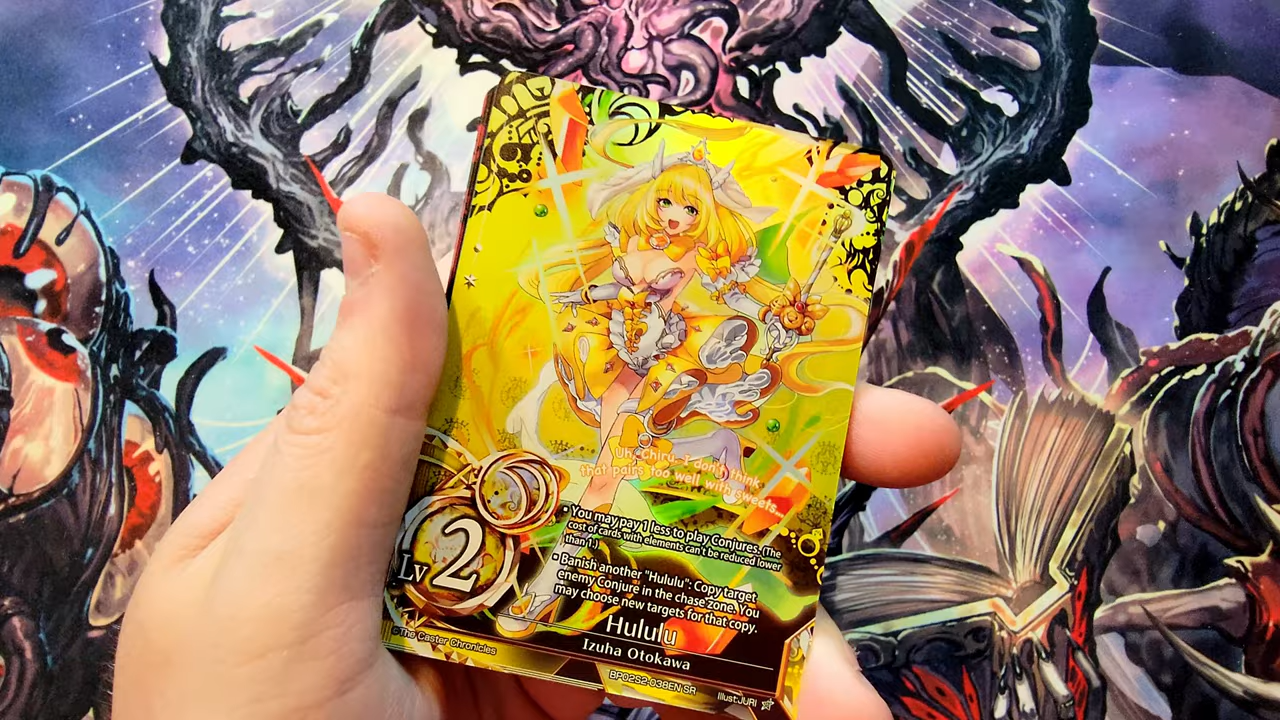 Uh, Chiru, I don't think
that pairs too well with sweets...
• You may pay 1 less to play Conjures. (The
cost of cards with elements can't be reduced lower
than 1.)
• Banish another "Hululu": Copy target
enemy Conjure in the chase zone. You
may choose new targets for that copy.
Lv 2
Hululu
Izuha Otokawa
©The Caster Chronicles
BP02S2-038EN SR
Illust.JURI